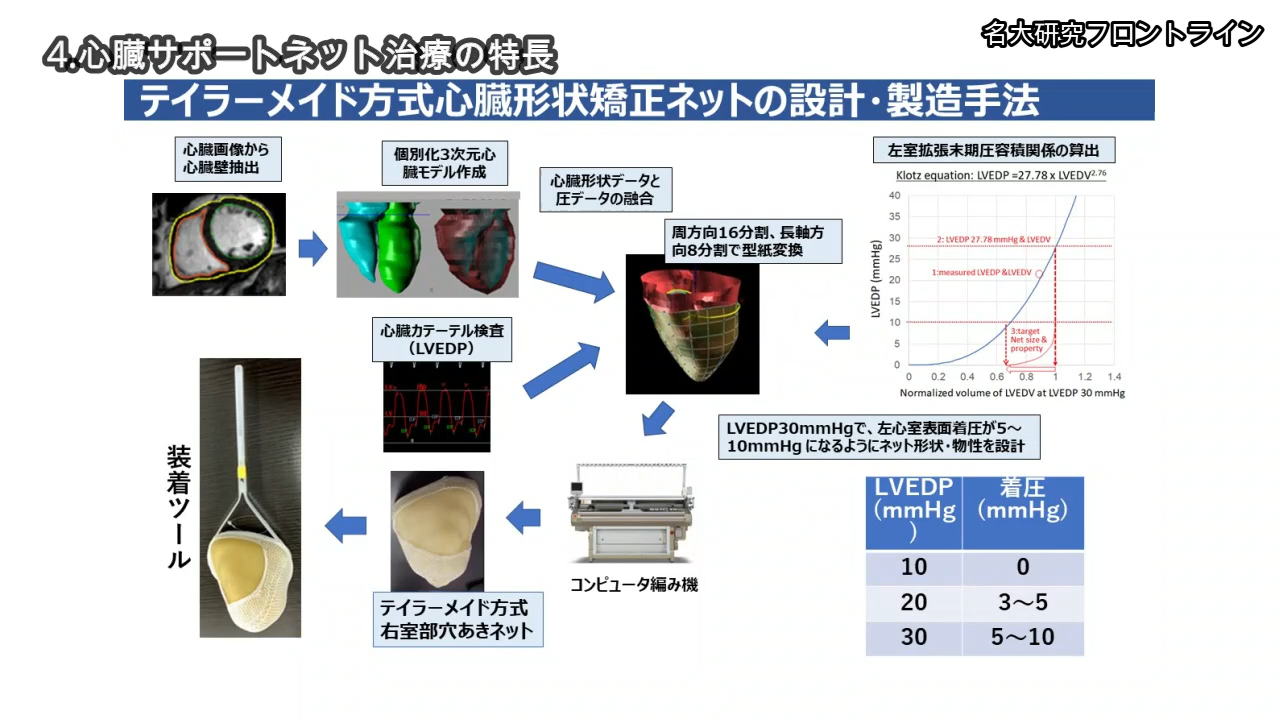 4.心臓サポートネット治療の特長
名大研究フロントライン
テイラーメイド方式心臓形状矯正ネットの設計・製造手法
心臓画像から
心臓壁抽出
個別化3次元心
臓モデル作成
心臓形状データと
圧データの融合
周方向16分割、長軸方
向8分割で型紙変換
左室拡張末期圧容積関係の算出
Klotz equation: LVEDP =27.78 x LVEDV2.76
LVEDP (mmHg)
40
35
30
25
20
15
10
5
0
2: LVEDP 27.78 mmHg & LVEDV
1:measured LVEDP &LVEDV
3:target
Net size &
property
0 0.2 0.4 0.6 0.8 1 1.2 1.4
Normalized volume of LVEDV at LVEDP 30 mmHg
心臓カテーテル検査
（LVEDP）
LVEDP30mmHgで、左心室表面着圧が5～
10mmHg になるようにネット形状・物性を設計
LVEDP
(mmHg
)
着圧
(mmHg)
10 0
20 3～5
30 5～10
コンピュータ編み機
テイラーメイド方式
右室部穴あきネット
装着ツール